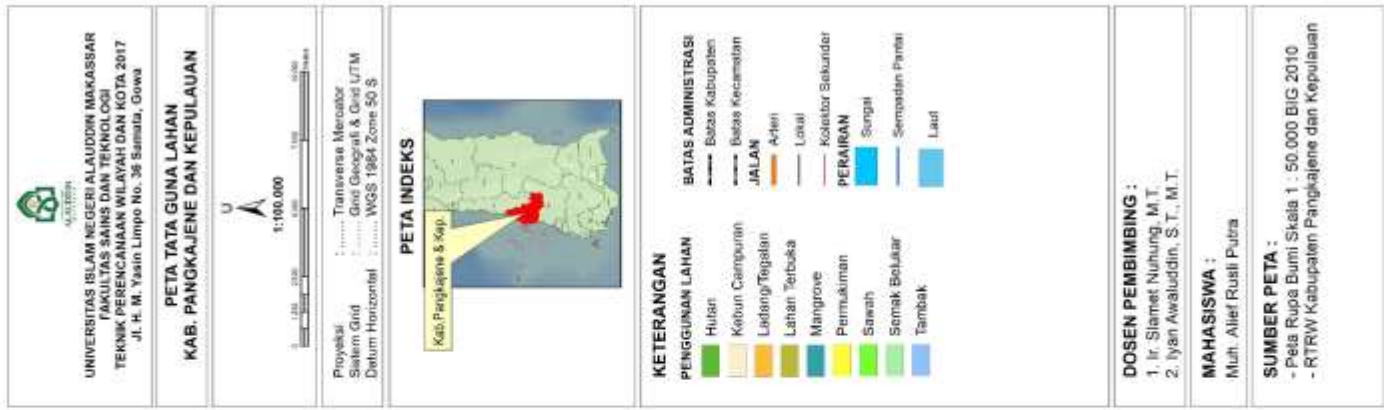 ALAUDDIN
UNIVERSITAS ISLAM NEGERI ALAUDDIN MAKASSAR
FAKULTAS SAINS DAN TEKNOLOGI
TEKNIK PERENCANAAN WILAYAH DAN KOTA 2017
Jl. H. M. Yasin Limpo No. 36 Samata, Gowa
PETA TATA GUNA LAHAN
KAB. PANGKAJENE DAN KEPULAUAN
U
1:100.000
Proyeksi : ....... Transverse Mercator
Sistem Grid : ....... Grid Geografi & Grid UTM
Datum Horizontal : ....... WGS 1984 Zone 50 S
PETA INDEKS
Kab.Pangkajene & Kep.
KETERANGAN
PENGGUNAN LAHAN
Hutan
Kebun Campuran
Ladang/Tegalan
Lahan Terbuka
Mangrove
Permukiman
Sawah
Semak Belukar
Tambak
BATAS ADMINISTRASI
Batas Kabupaten
Batas Kecamatan
JALAN
Arteri
Lokal
Kolektor Sekunder
PERAIRAN
Sungai
Sempadan Pantai
Laut
DOSEN PEMBIMBING :
1. Ir. Slamet Nuhung, M.T.
2. Iyan Awaluddin, S.T., M.T.
MAHASISWA :
Muh. Alief Rusli Putra
SUMBER PETA :
- Peta Rupa Bumi Skala 1 : 50.000 BIG 2010
- RTRW Kabupaten Pangkajene dan Kepulauan